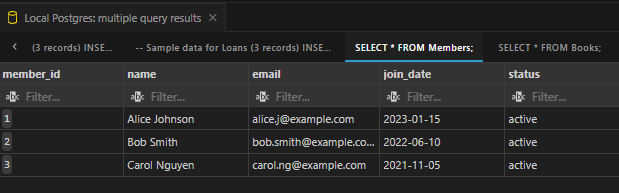 Local Postgres: multiple query results
(3 records) INSE... -- Sample data for Loans (3 records) INSE... SELECT * FROM Members; SELECT * FROM Books;
member_id name email join_date status
Filter... Filter... Filter... Filter... Filter...
1 Alice Johnson alice.j@example.com 2023-01-15 active
2 Bob Smith bob.smith@example.co... 2022-06-10 active
3 Carol Nguyen carol.ng@example.com 2021-11-05 active